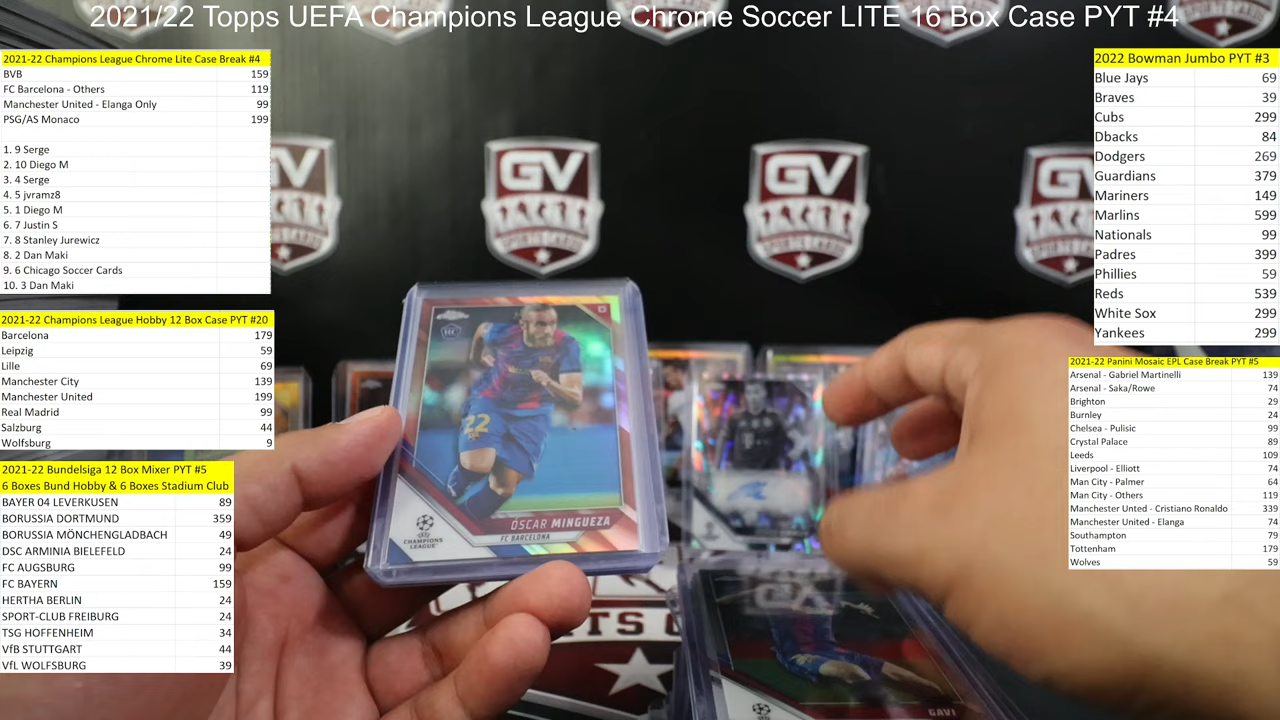 2021/22 Topps UEFA Champions League Chrome Soccer LITE 16 Box Case PYT #4
2021-22 Champions League Chrome Lite Case Break #4
BVB 159
FC Barcelona - Others 119
Manchester United - Elanga Only 99
PSG/AS Monaco 199
1. 9 Serge
2. 10 Diego M
3. 4 Serge
4. 5 jvramz8
5. 1 Diego M
6. 7 Justin S
7. 8 Stanley Jurewicz
8. 2 Dan Maki
9. 6 Chicago Soccer Cards
10. 3 Dan Maki
2021-22 Champions League Hobby 12 Box Case PYT #20
Barcelona 179
Leipzig 59
Lille 69
Manchester City 139
Manchester United 199
Real Madrid 99
Salzburg 44
Wolfsburg 9
2021-22 Bundelsiga 12 Box Mixer PYT #5
6 Boxes Bund Hobby & 6 Boxes Stadium Club
BAYER 04 LEVERKUSEN 89
BORUSSIA DORTMUND 359
BORUSSIA MÖNCHENGLADBACH 49
DSC ARMINIA BIELEFELD 24
FC AUGSBURG 99
FC BAYERN 159
HERTHA BERLIN 24
SPORT-CLUB FREIBURG 24
TSG HOFFENHEIM 34
VfB STUTTGART 44
VfL WOLFSBURG 39
GV
GV
GV
RC
22
ÓSCAR MINGUEZA
FC BARCELONA
CHAMPIONS
LEAGUE
GAVI
2022 Bowman Jumbo PYT #3
Blue Jays 69
Braves 39
Cubs 299
Dbacks 84
Dodgers 269
Guardians 379
Mariners 149
Marlins 599
Nationals 99
Padres 399
Phillies 59
Reds 539
White Sox 299
Yankees 299
2021-22 Panini Mosaic EPL Case Break PYT #5
Arsenal - Gabriel Martinelli 139
Arsenal - Saka/Rowe 74
Brighton 29
Burnley 24
Chelsea - Pulisic 99
Crystal Palace 89
Leeds 109
Liverpool - Elliott 74
Man City - Palmer 64
Man City - Others 119
Manchester Unted - Cristiano Ronaldo 339
Manchester United - Elanga 74
Southampton 79
Tottenham 179
Wolves 59